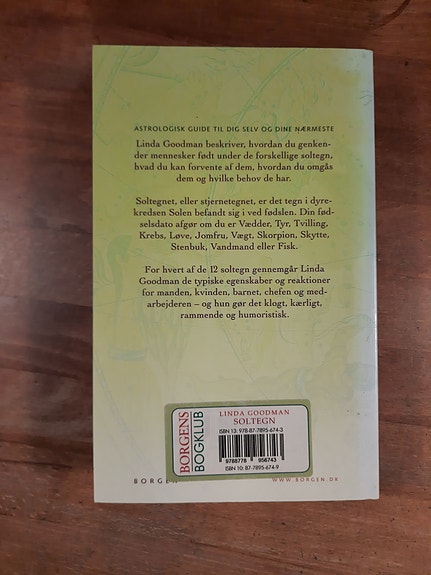 ASTROLOGISK GUIDE TIL DIG SELV OG DINE NÆRMESTE
Linda Goodman beskriver, hvordan du genken-
der mennesker født under de forskellige soltegn,
hvad du kan forvente af dem, hvordan du omgås
dem og hvilke behov de har.
Soltegnet, eller stjernetegnet, er det tegn i dyre-
kredsen Solen befandt sig i ved fødslen. Din fød-
selsdato afgør om du er Vædder, Tyr, Tvilling,
Krebs, Løve, Jomfru, Vægt, Skorpion, Skytte,
Stenbuk, Vandmand eller Fisk.
For hvert af de 12 soltegn gennemgår Linda
Goodman de typiske egenskaber og reaktioner
for manden, kvinden, barnet, chefen og med-
arbejderen – og hun gør det klogt, kærligt,
rammende og humoristisk.
BORGENS
BOGKLUB
LINDA GOODMAN
SOLTEGN
ISBN 13: 978-87-7895-674-3
9788778 956743
ISBN 10: 87-7895-674-9
BORGEN
WWW.BORGEN.DK